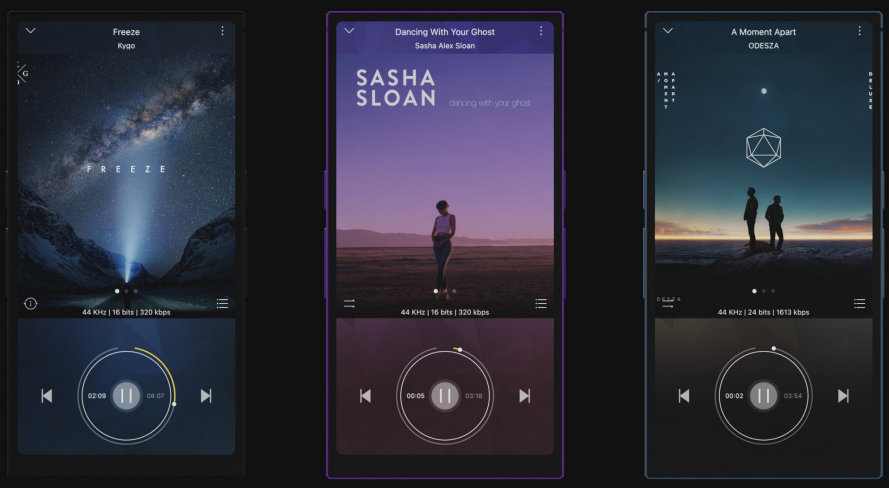 Freeze
Kygo
G
FREEZE
1
44 KHz | 16 bits | 320 kbps
02:09
08:07
Dancing With Your Ghost
Sasha Alex Sloan
SASHA
SLOAN
dancing with your ghost
44 KHz | 16 bits | 320 kbps
00:05
03:18
A Moment Apart
ODESZA
A/
MOMENT
APART
DELUXE
44 KHz | 24 bits | 1613 kbps
00:02
03:54